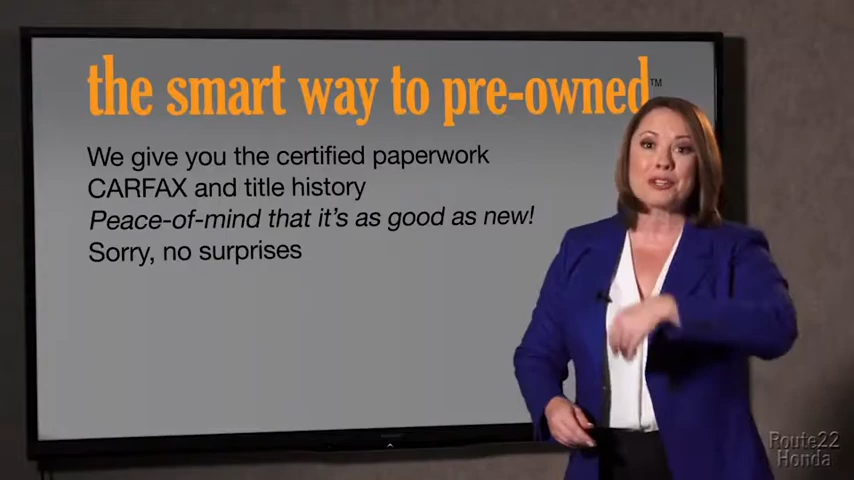 the smart way to pre-owned™
We give you the certified paperwork
CARFAX and title history
Peace-of-mind that it's as good as new!
Sorry, no surprises
Route22
Honda